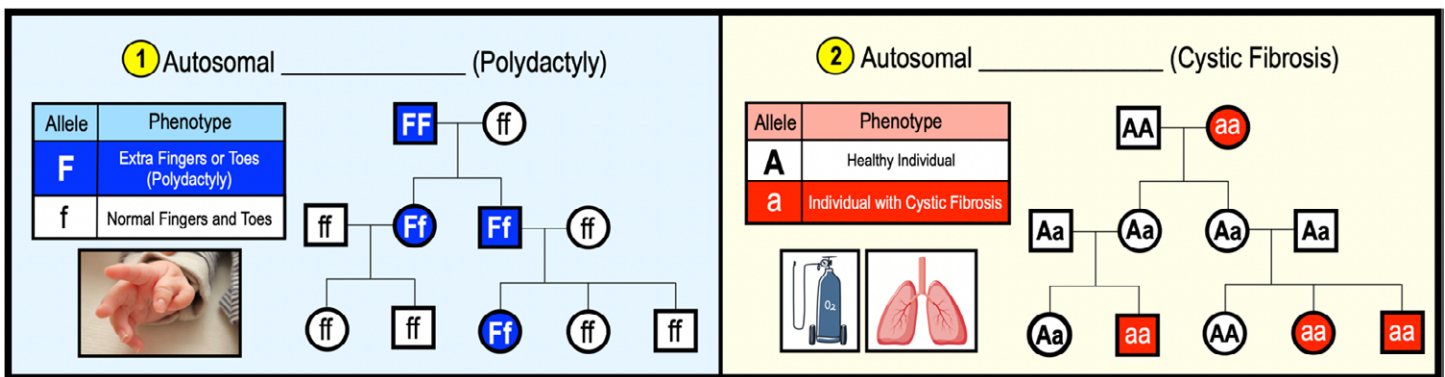 1 Autosomal ________________ (Polydactyly)
Allele Phenotype
F Extra Fingers or Toes
(Polydactyly)
f Normal Fingers and Toes
FF ff
ff Ff Ff ff
ff ff Ff ff ff
2 Autosomal ________________ (Cystic Fibrosis)
Allele Phenotype
A Healthy Individual
a Individual with Cystic Fibrosis
O2
AA aa
Aa Aa Aa Aa
Aa aa AA aa aa